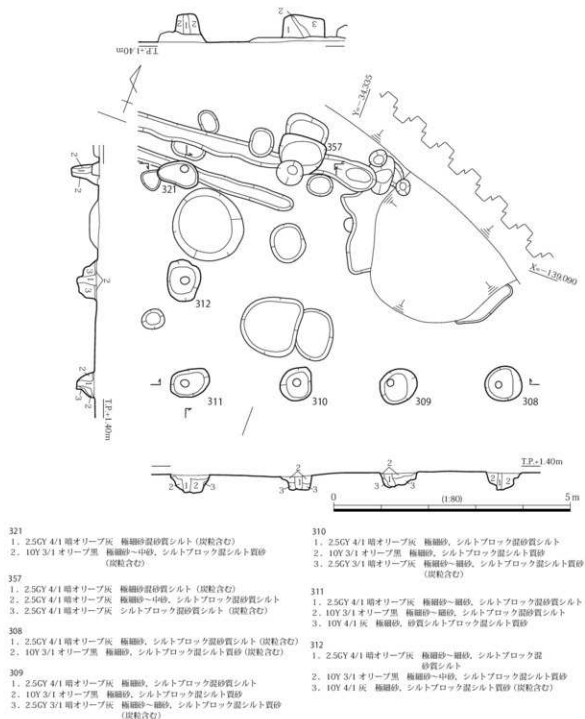 2
2
1
2
3
1
T.P.+1.40m
Y=-34,335
357
321
X=-139,090
312
311
310
309
308
T.P.+1.40m
T.P.+1.40m
0
(1:80)
5 m
321
1. 2.5GY 4/1 暗オリーブ灰 極細砂混砂質シルト(炭粒含む)
2. 10Y 3/1 オリーブ黒 極細砂～中砂，シルトブロック混シルト質砂
(炭粒含む)
357
1. 2.5GY 4/1 暗オリーブ灰 極細砂混砂質シルト(炭粒含む)
2. 2.5GY 4/1 暗オリーブ灰 極細砂～中砂，シルトブロック混砂質シルト
3. 2.5GY 4/1 暗オリーブ灰 シルトブロック混砂質シルト(炭粒含む)
308
1. 2.5GY 4/1 暗オリーブ灰 極細砂，シルトブロック混砂質シルト(炭粒含む)
2. 10Y 3/1 オリーブ黒 極細砂，シルトブロック混シルト質砂(炭粒含む)
309
1. 2.5GY 4/1 暗オリーブ灰 極細砂，シルトブロック混砂質シルト
2. 10Y 3/1 オリーブ黒 極細砂，シルトブロック混シルト質砂
3. 2.5GY 3/1 暗オリーブ灰 極細砂～細砂，シルトブロック混シルト質砂
(炭粒含む)
310
1. 2.5GY 4/1 暗オリーブ灰 極細砂，シルトブロック混砂質シルト
2. 10Y 3/1 オリーブ黒 極細砂，シルトブロック混シルト質砂
3. 2.5GY 3/1 暗オリーブ灰 極細砂～細砂，シルトブロック混シルト質砂
(炭粒含む)
311
1. 2.5GY 4/1 暗オリーブ灰 極細砂～細砂，シルトブロック混砂質シルト
2. 10Y 3/1 オリーブ黒 極細砂～細砂，シルトブロック混シルト質砂
3. 10Y 4/1 灰 極細砂，砂質シルトブロック混シルト質砂
312
1. 2.5GY 4/1 暗オリーブ灰 極細砂～細砂，シルトブロック混
砂質シルト
2. 10Y 3/1 オリーブ黒 極細砂～中砂，シルトブロック混シルト質砂
3. 10Y 4/1 灰 極細砂，シルトブロック混シルト質砂(炭粒含む)